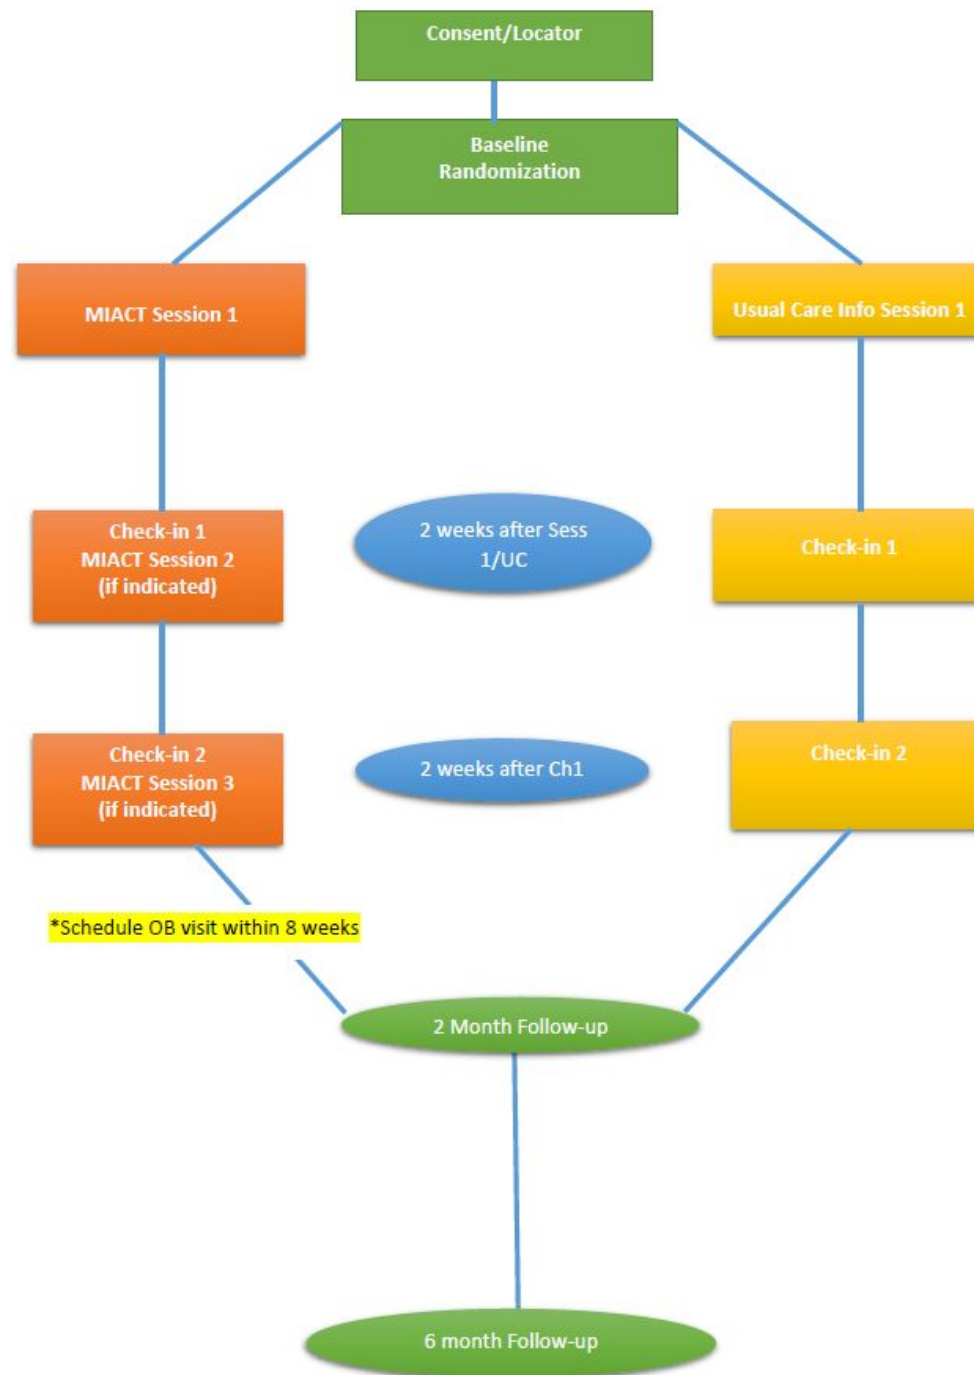 Consent/Locator
Baseline
Randomization
MIACT Session 1
Usual Care Info Session 1
Check-in 1
MIACT Session 2
(if indicated)
2 weeks after Sess
1/UC
Check-in 1
Check-in 2
MIACT Session 3
(if indicated)
2 weeks after Ch1
Check-in 2
*Schedule OB visit within 8 weeks
2 Month Follow-up
6 month Follow-up